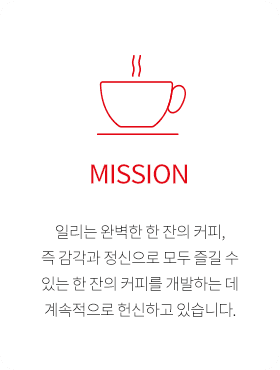 MISSION
일리는 완벽한 한 잔의 커피,
즉 감각과 정신으로 모두 즐길 수
있는 한 잔의 커피를 개발하는 데
계속적으로 헌신하고 있습니다.